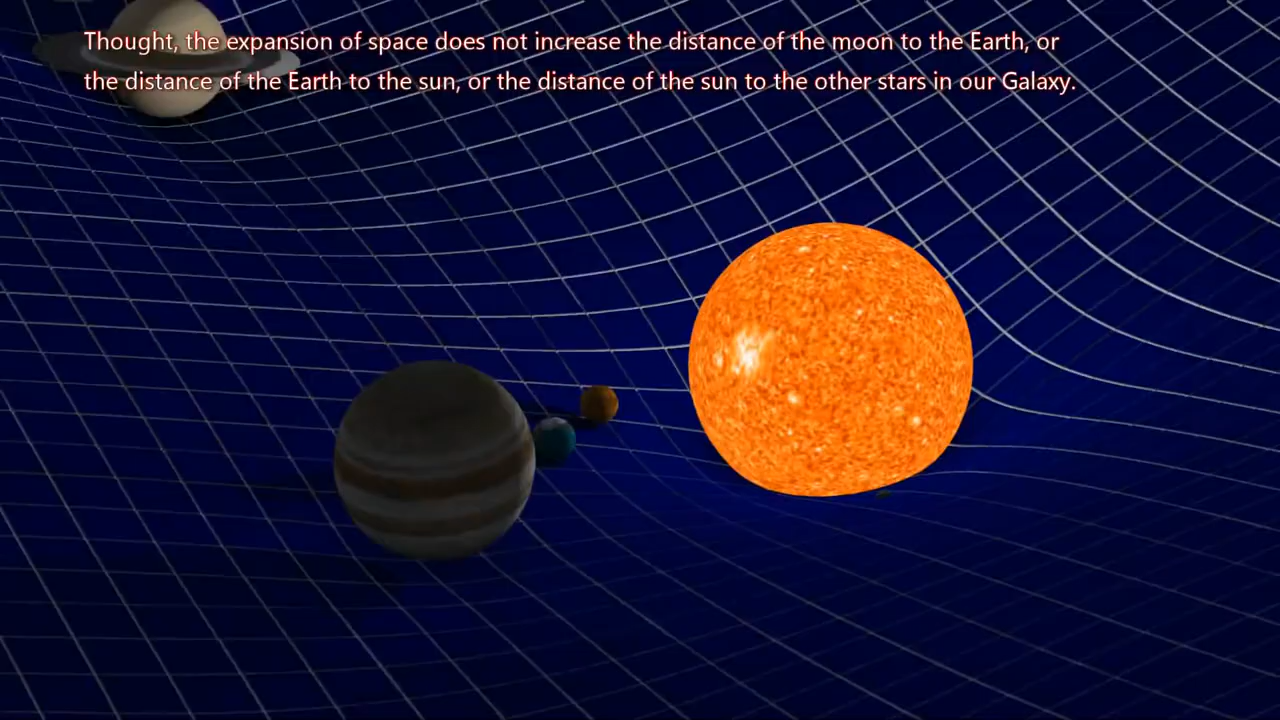 Thought, the expansion of space does not increase the distance of the moon to the Earth, or
the distance of the Earth to the sun, or the distance of the sun to the other stars in our Galaxy.